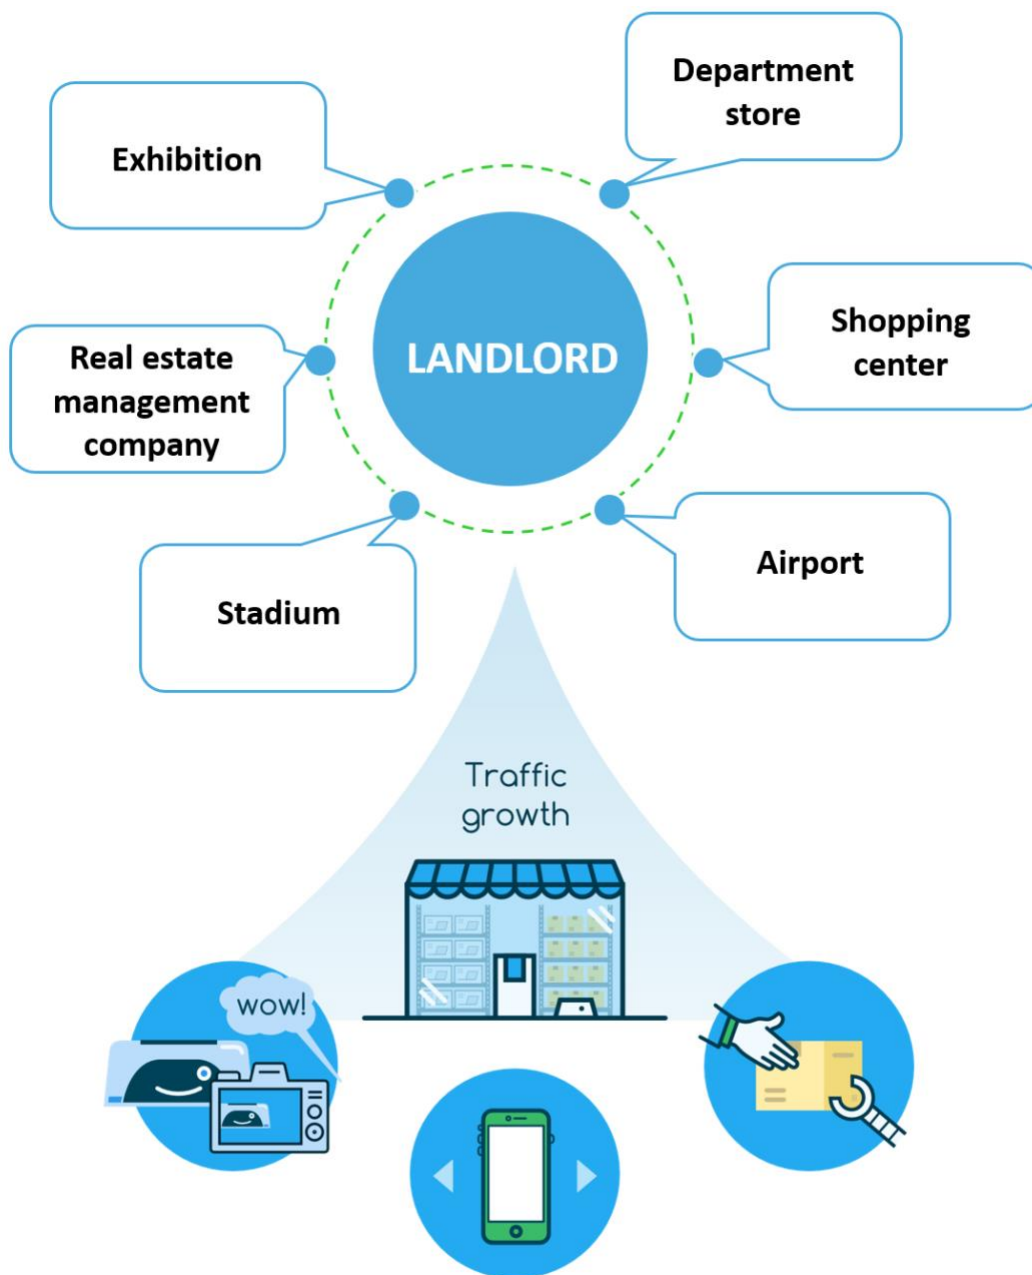 Department
store
Exhibition
Shopping
center
Real estate
management
company
LANDLORD
Airport
Stadium
Traffic
growth
wow!